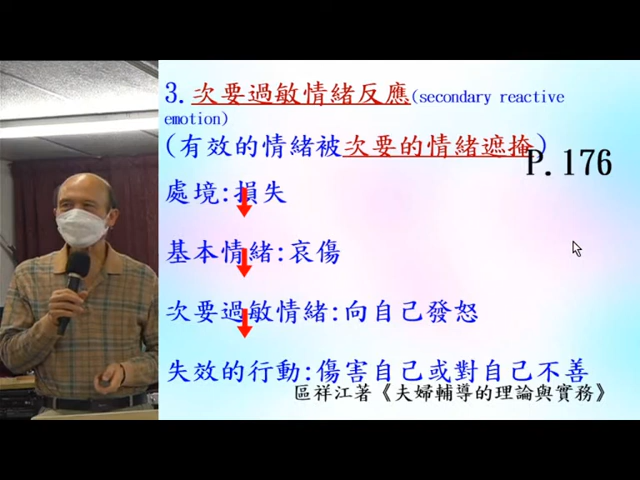 3.次要過敏情緒反應(secondary reactive
emotion)
(有效的情緒被次要的情緒遮掩)
P.176
處境:損失
基本情緒:哀傷
次要過敏情緒:向自己發怒
失效的行動:傷害自己或對自己不善
區祥江著《夫婦輔導的理論與實務》